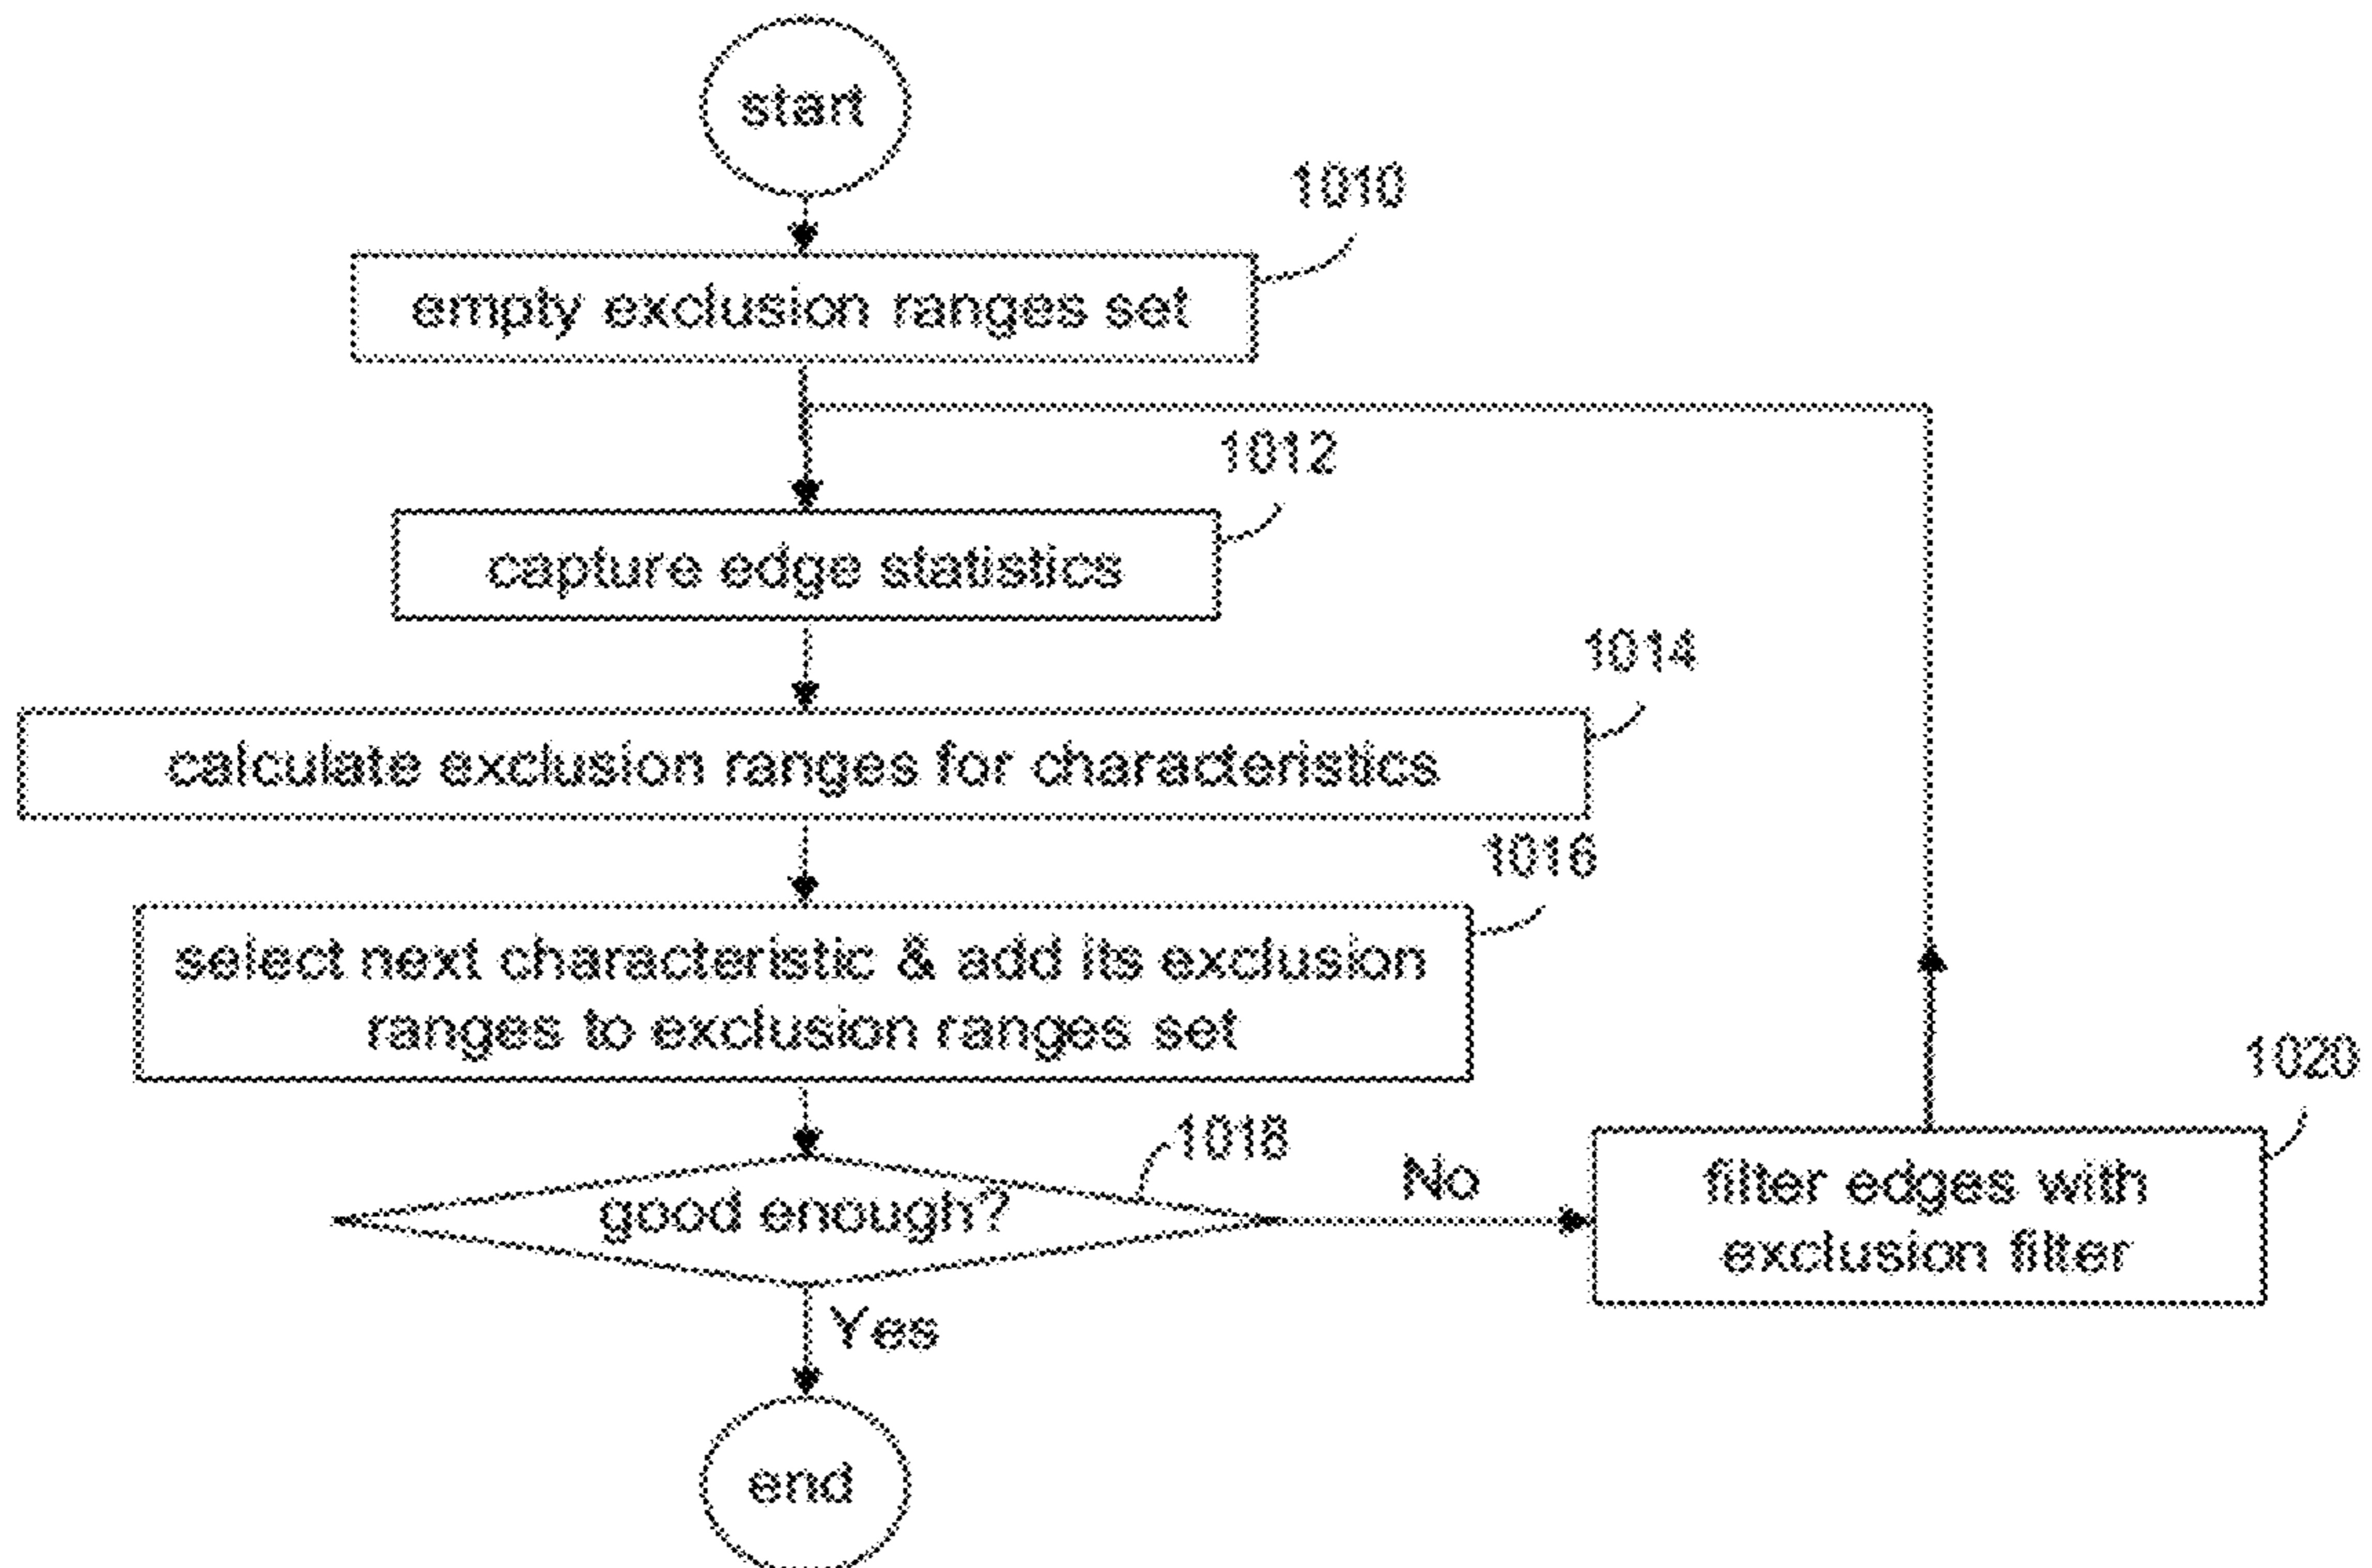 start
1010
empty exclusion ranges set
1012
capture edge statistics
1014
calculate exclusion ranges for characteristics
1016
select next characteristic & add its exclusion
ranges to exclusion ranges set
1018
good enough?
No
1020
filter edges with
exclusion filter
Yes
end